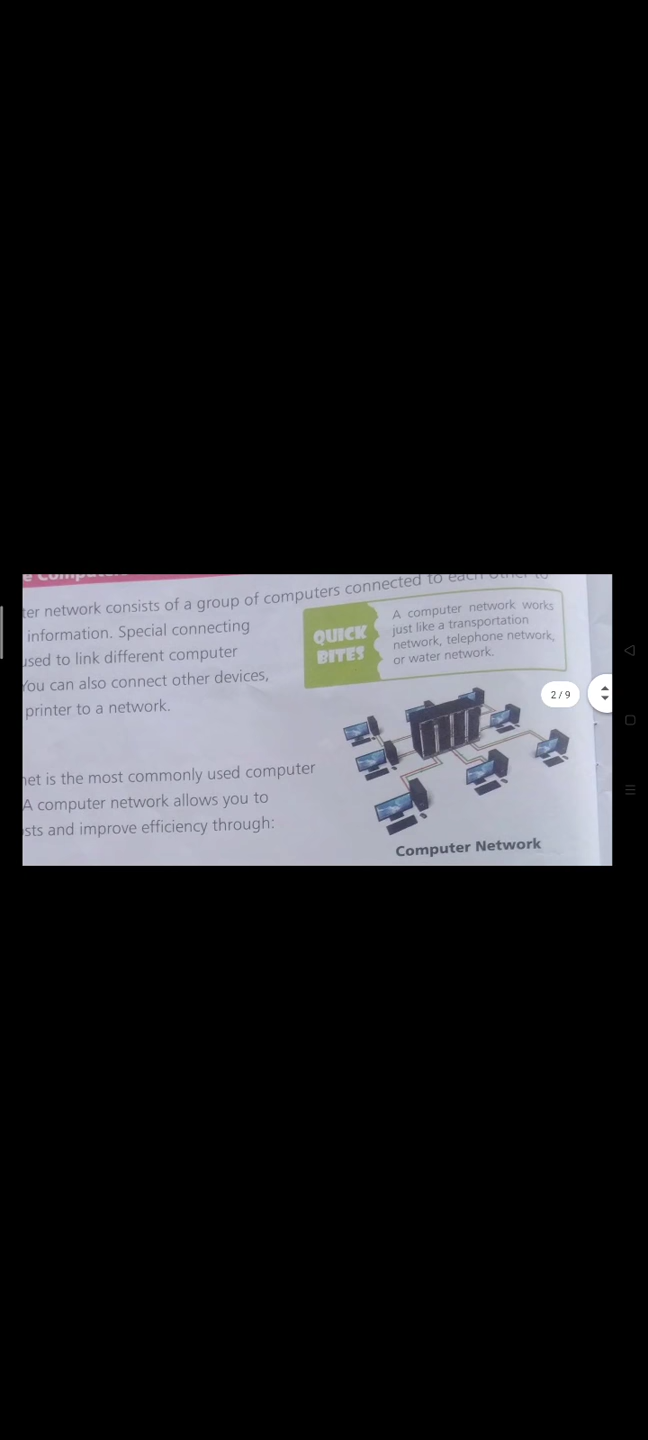 ter network consists of a group of computers connected to each other to
information. Special connecting
used to link different computer
You can also connect other devices,
printer to a network.
QUICK
BITES
A computer network works
just like a transportation
network, telephone network,
or water network.
2/9
net is the most commonly used computer
A computer network allows you to
sts and improve efficiency through:
Computer Network